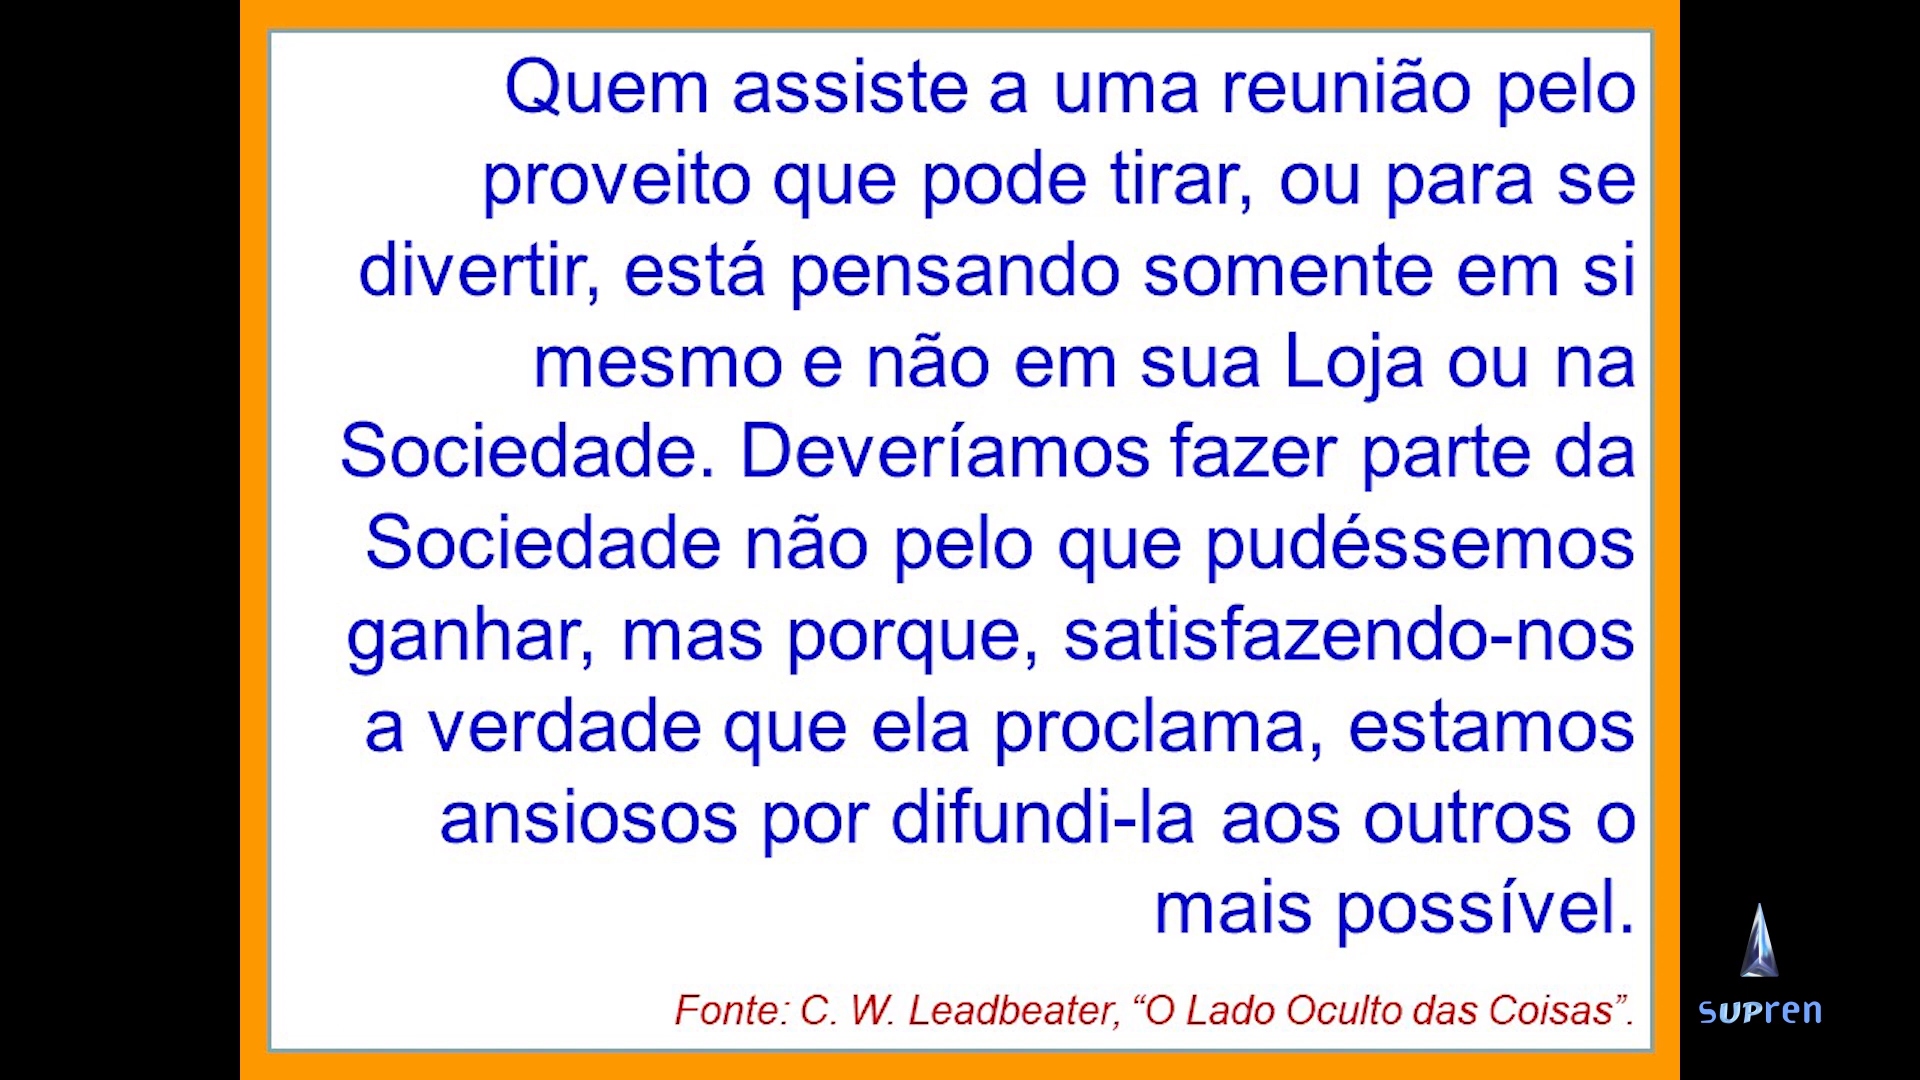 Quem assiste a uma reunião pelo
proveito que pode tirar, ou para se
divertir, está pensando somente em si
mesmo e não em sua Loja ou na
Sociedade. Deveríamos fazer parte da
Sociedade não pelo que pudéssemos
ganhar, mas porque, satisfazendo-nos
a verdade que ela proclama, estamos
ansiosos por difundi-la aos outros o
mais possível.
Fonte: C. W. Leadbeater, “O Lado Oculto das Coisas”.
supren